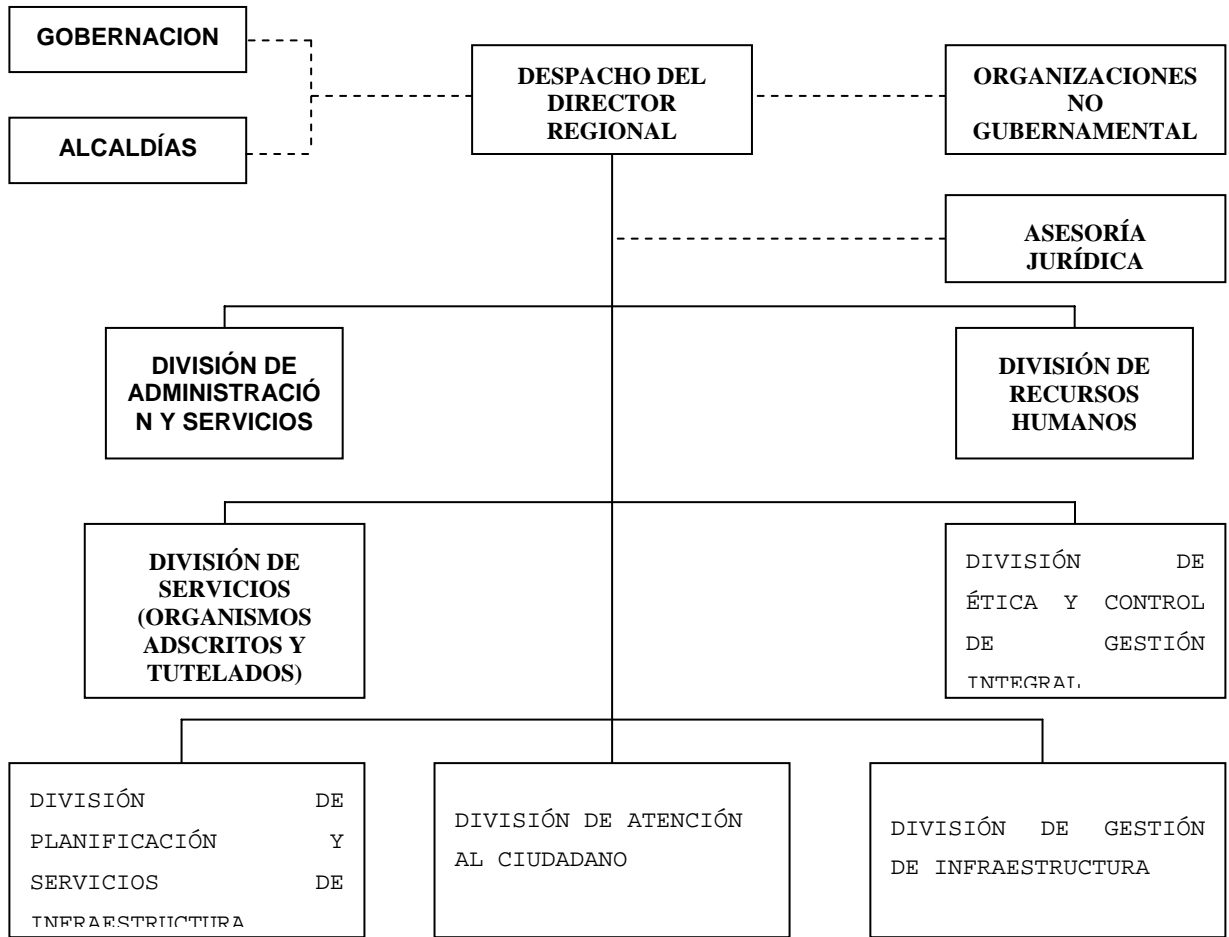 GOBERNACION
DESPACHO DEL
DIRECTOR
REGIONAL
ORGANIZACIONES
NO
GUBERNAMENTAL
ALCALDÍAS
ASESORÍA
JURÍDICA
DIVISIÓN DE
ADMINISTRACIÓ
N Y SERVICIOS
DIVISIÓN DE
RECURSOS
HUMANOS
DIVISIÓN DE
SERVICIOS
(ORGANISMOS
ADSCRITOS Y
TUTELADOS)
DIVISIÓN DE
ÉTICA Y CONTROL
DE GESTIÓN
INTEGRAL
DIVISIÓN DE
PLANIFICACIÓN Y
SERVICIOS DE
INFRAESTRUCTURA
DIVISIÓN DE ATENCIÓN
AL CIUDADANO
DIVISIÓN DE GESTIÓN
DE INFRAESTRUCTURA